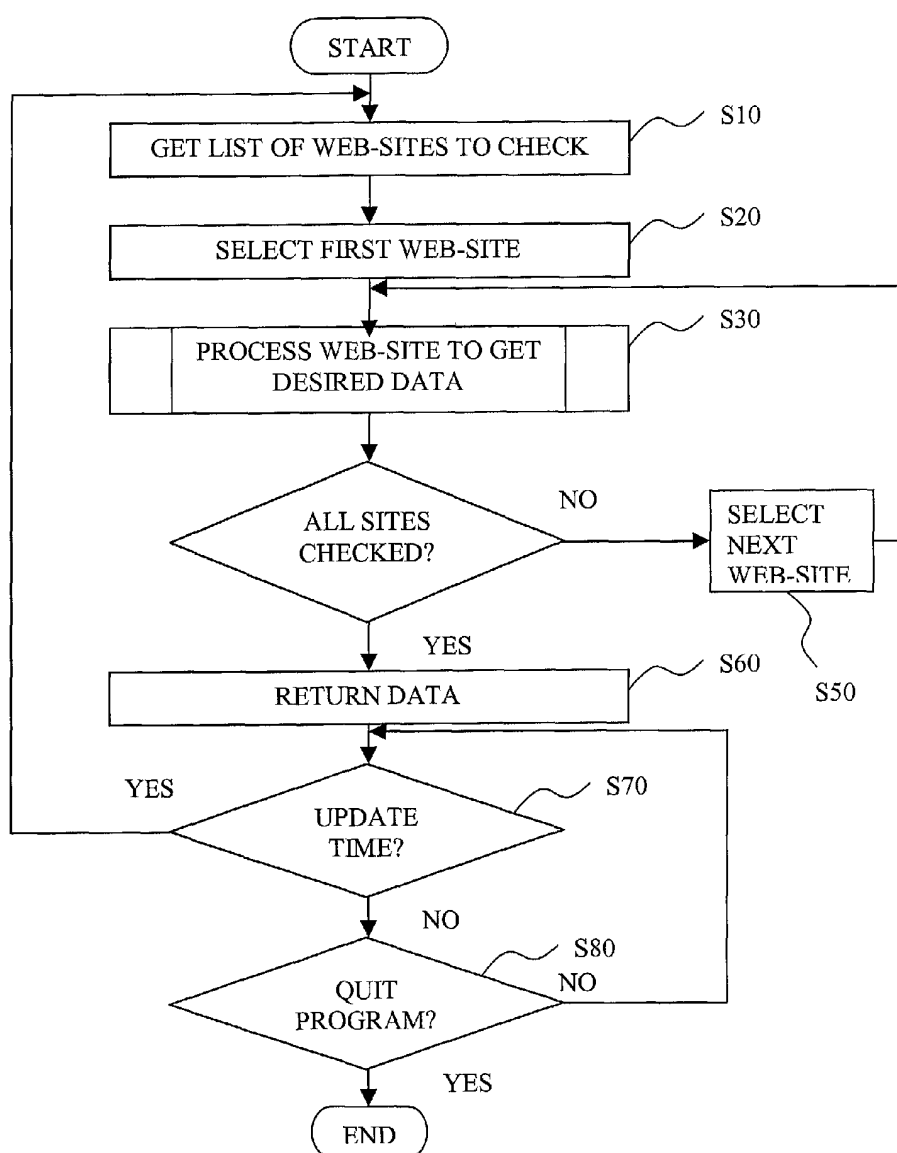 START
S10
GET LIST OF WEB-SITES TO CHECK
S20
SELECT FIRST WEB-SITE
S30
PROCESS WEB-SITE TO GET
DESIRED DATA
NO
ALL SITES
CHECKED?
SELECT
NEXT
WEB-SITE
YES
S60
S50
RETURN DATA
YES
S70
UPDATE
TIME?
NO
S80
NO
QUIT
PROGRAM?
YES
END